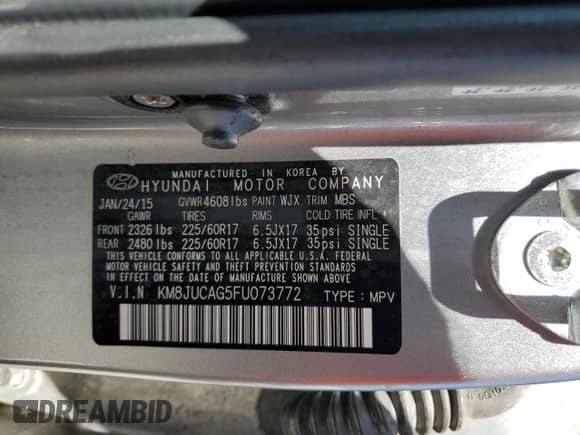 MANUFACTURED IN KOREA BY
HYUNDAI MOTOR COMPANY
JAN/24/15 GVWR 4608lbs PAINT WJX TRIM MBS
GAWR TIRES RIMS COLD TIRE INFL.
FRONT 2326 lbs 225/60R17 6.5JX17 35psi SINGLE
REAR 2480 lbs 225/60R17 6.5JX17 35psi SINGLE
THIS VEHICLE CONFORMS TO ALL APPLICABLE U.S.A. FEDERAL
MOTOR VEHICLE SAFETY AND THEFT PREVENTION STANDARDS
IN EFFECT ON THE DATE OF MANUFACTURE SHOWN ABOVE.
V.I.N KM8JUCAG5FU073772 TYPE : MPV
DREAMBID